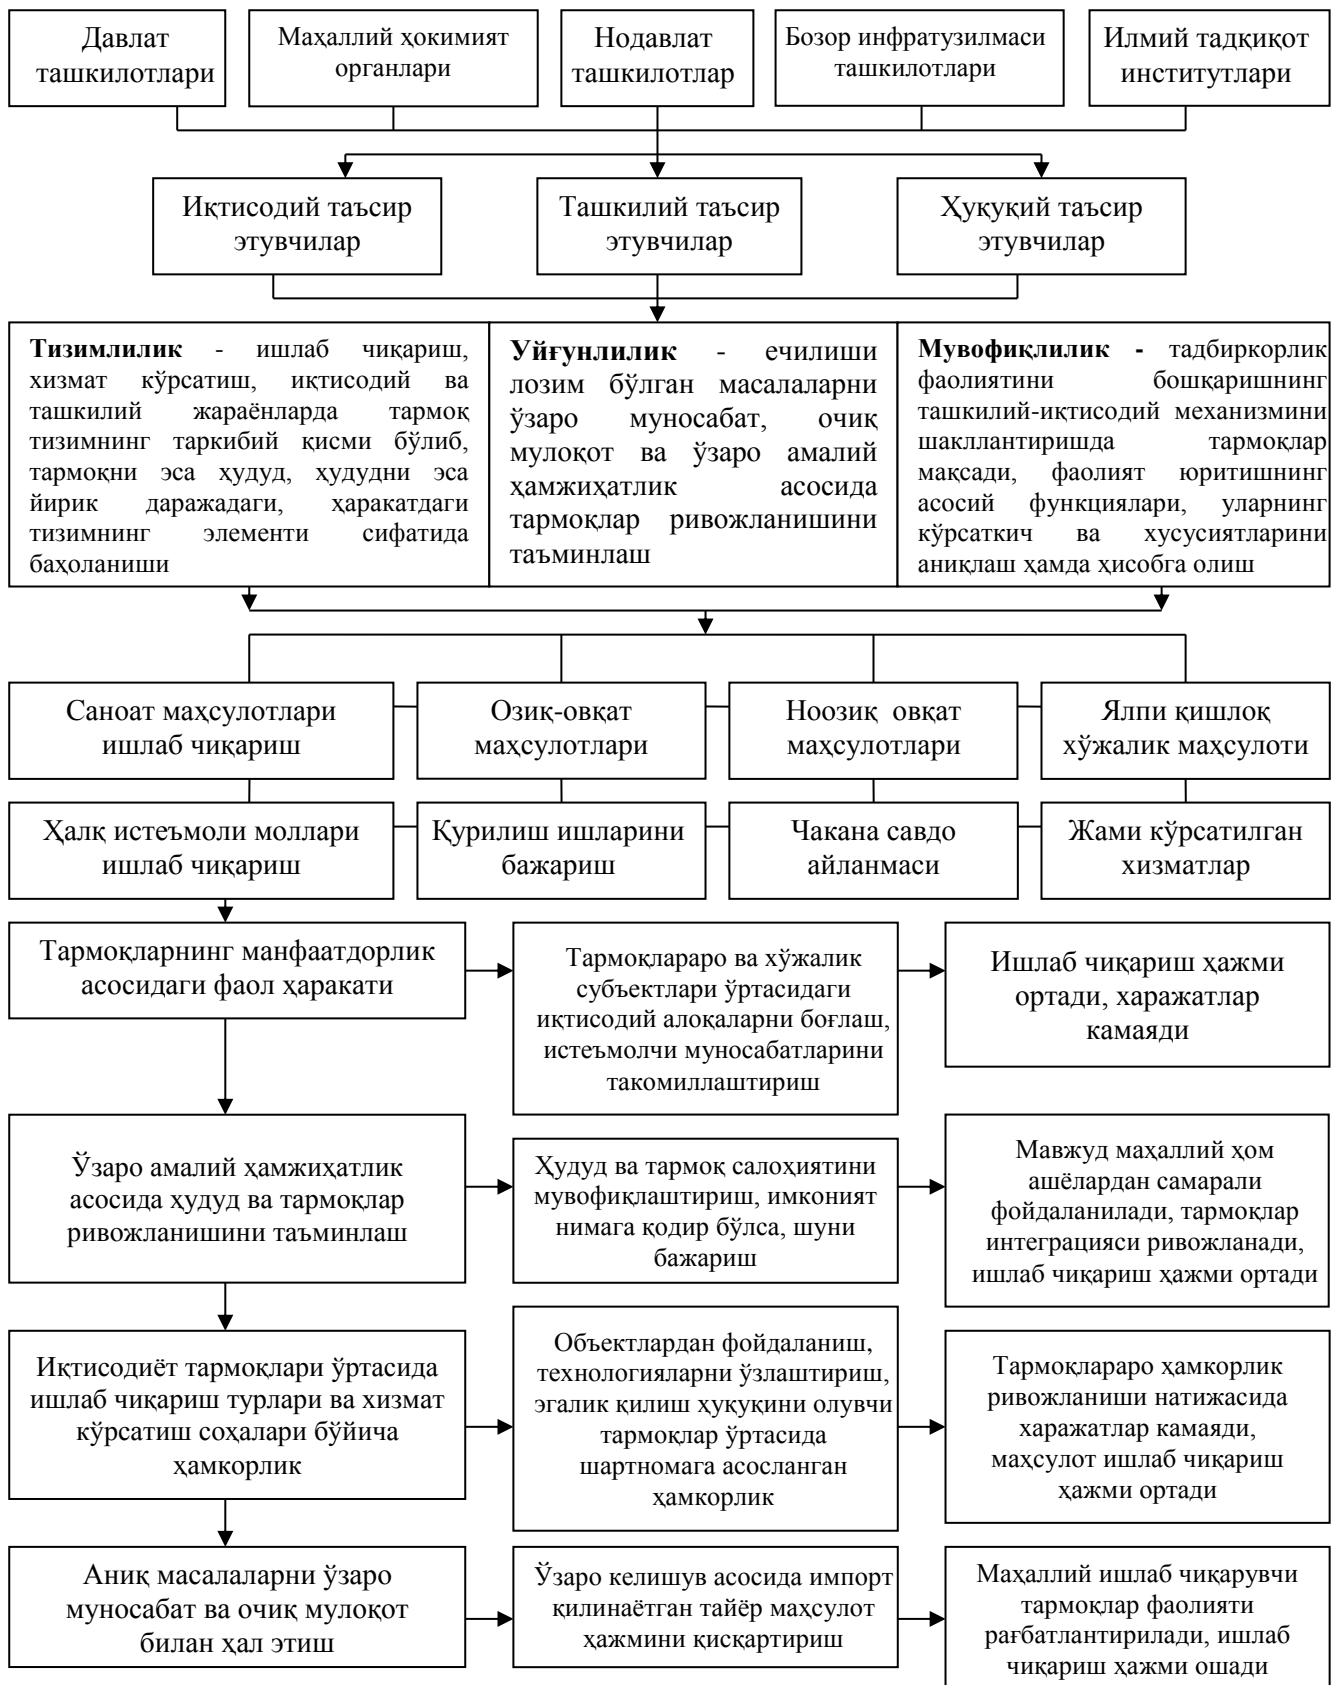 Давлат
ташкилотлари
Маҳаллий ҳокимият
органлари
Нодавлат
ташкилотлар
Бозор инфратузилмаси
ташкилотлари
Илмий тадқиқот
институтлари
Иқтисодий таъсир
этувчилар
Ташкилий таъсир
этувчилар
Ҳуқуқий таъсир
этувчилар
Тизимлилик - ишлаб чиқариш,
хизмат кўрсатиш, иқтисодий ва
ташкилий жараёнларда тармоқ
тизимнинг таркибий қисми бўлиб,
тармоқни эса ҳудуд, ҳудудни эса
йирик даражадаги, ҳаракатдаги
тизимнинг элементи сифатида
баҳоланиши
Уйғунлилик - ечилиши
лозим бўлган масалаларни
ўзаро муносабат, очиқ
мулоқот ва ўзаро амалий
ҳамжиҳатлик асосида
тармоқлар ривожланишини
таъминлаш
Мувофиқлилик - тадбиркорлик
фаолиятини бошқаришнинг
ташкилий-иқтисодий механизмини
шакллантиришда тармоқлар
мақсади, фаолият юритишнинг
асосий функциялари, уларнинг
кўрсаткич ва хусусиятларини
аниқлаш ҳамда ҳисобга олиш
Саноат маҳсулотлари
ишлаб чиқариш
Озиқ-овқат
маҳсулотлари
Ноозиқ овқат
маҳсулотлари
Ялпи қишлоқ
хўжалик маҳсулоти
Ҳалқ истеъмоли моллари
ишлаб чиқариш
Қурилиш ишларини
бажариш
Чакана савдо
айланмаси
Жами кўрсатилган
хизматлар
Тармоқларнинг манфаатдорлик
асосидаги фаол ҳаракати
Тармоқлараро ва хўжалик
субъектлари ўртасидаги
иқтисодий алоқаларни боғлаш,
истеъмолчи муносабатларини
такомиллаштириш
Ишлаб чиқариш ҳажми
ортади, харажатлар
камаяди
Ўзаро амалий ҳамжиҳатлик
асосида ҳудуд ва тармоқлар
ривожланишини таъминлаш
Ҳудуд ва тармоқ салоҳиятини
мувофиқлаштириш, имконият
нимага қодир бўлса, шуни
бажариш
Мавжуд маҳаллий ҳом
ашёлардан самарали
фойдаланилади, тармоқлар
интеграцияси ривожланади,
ишлаб чиқариш ҳажми ортади
Иқтисодиёт тармоқлари ўртасида
ишлаб чиқариш турлари ва хизмат
кўрсатиш соҳалари бўйича
ҳамкорлик
Объектлардан фойдаланиш,
технологияларни ўзлаштириш,
эгалик қилиш ҳуқуқини олувчи
тармоқлар ўртасида
шартномага асосланган
ҳамкорлик
Тармоқлараро ҳамкорлик
ривожланиши натижасида
харажатлар камаяди,
маҳсулот ишлаб чиқариш
ҳажми ортади
Аниқ масалаларни ўзаро
муносабат ва очиқ мулоқот
билан ҳал этиш
Ўзаро келишув асосида импорт
қилинаётган тайёр маҳсулот
ҳажмини қисқартириш
Маҳаллий ишлаб чиқарувчи
тармоқлар фаолияти
рағбатлантирилади, ишлаб
чиқариш ҳажми ошади